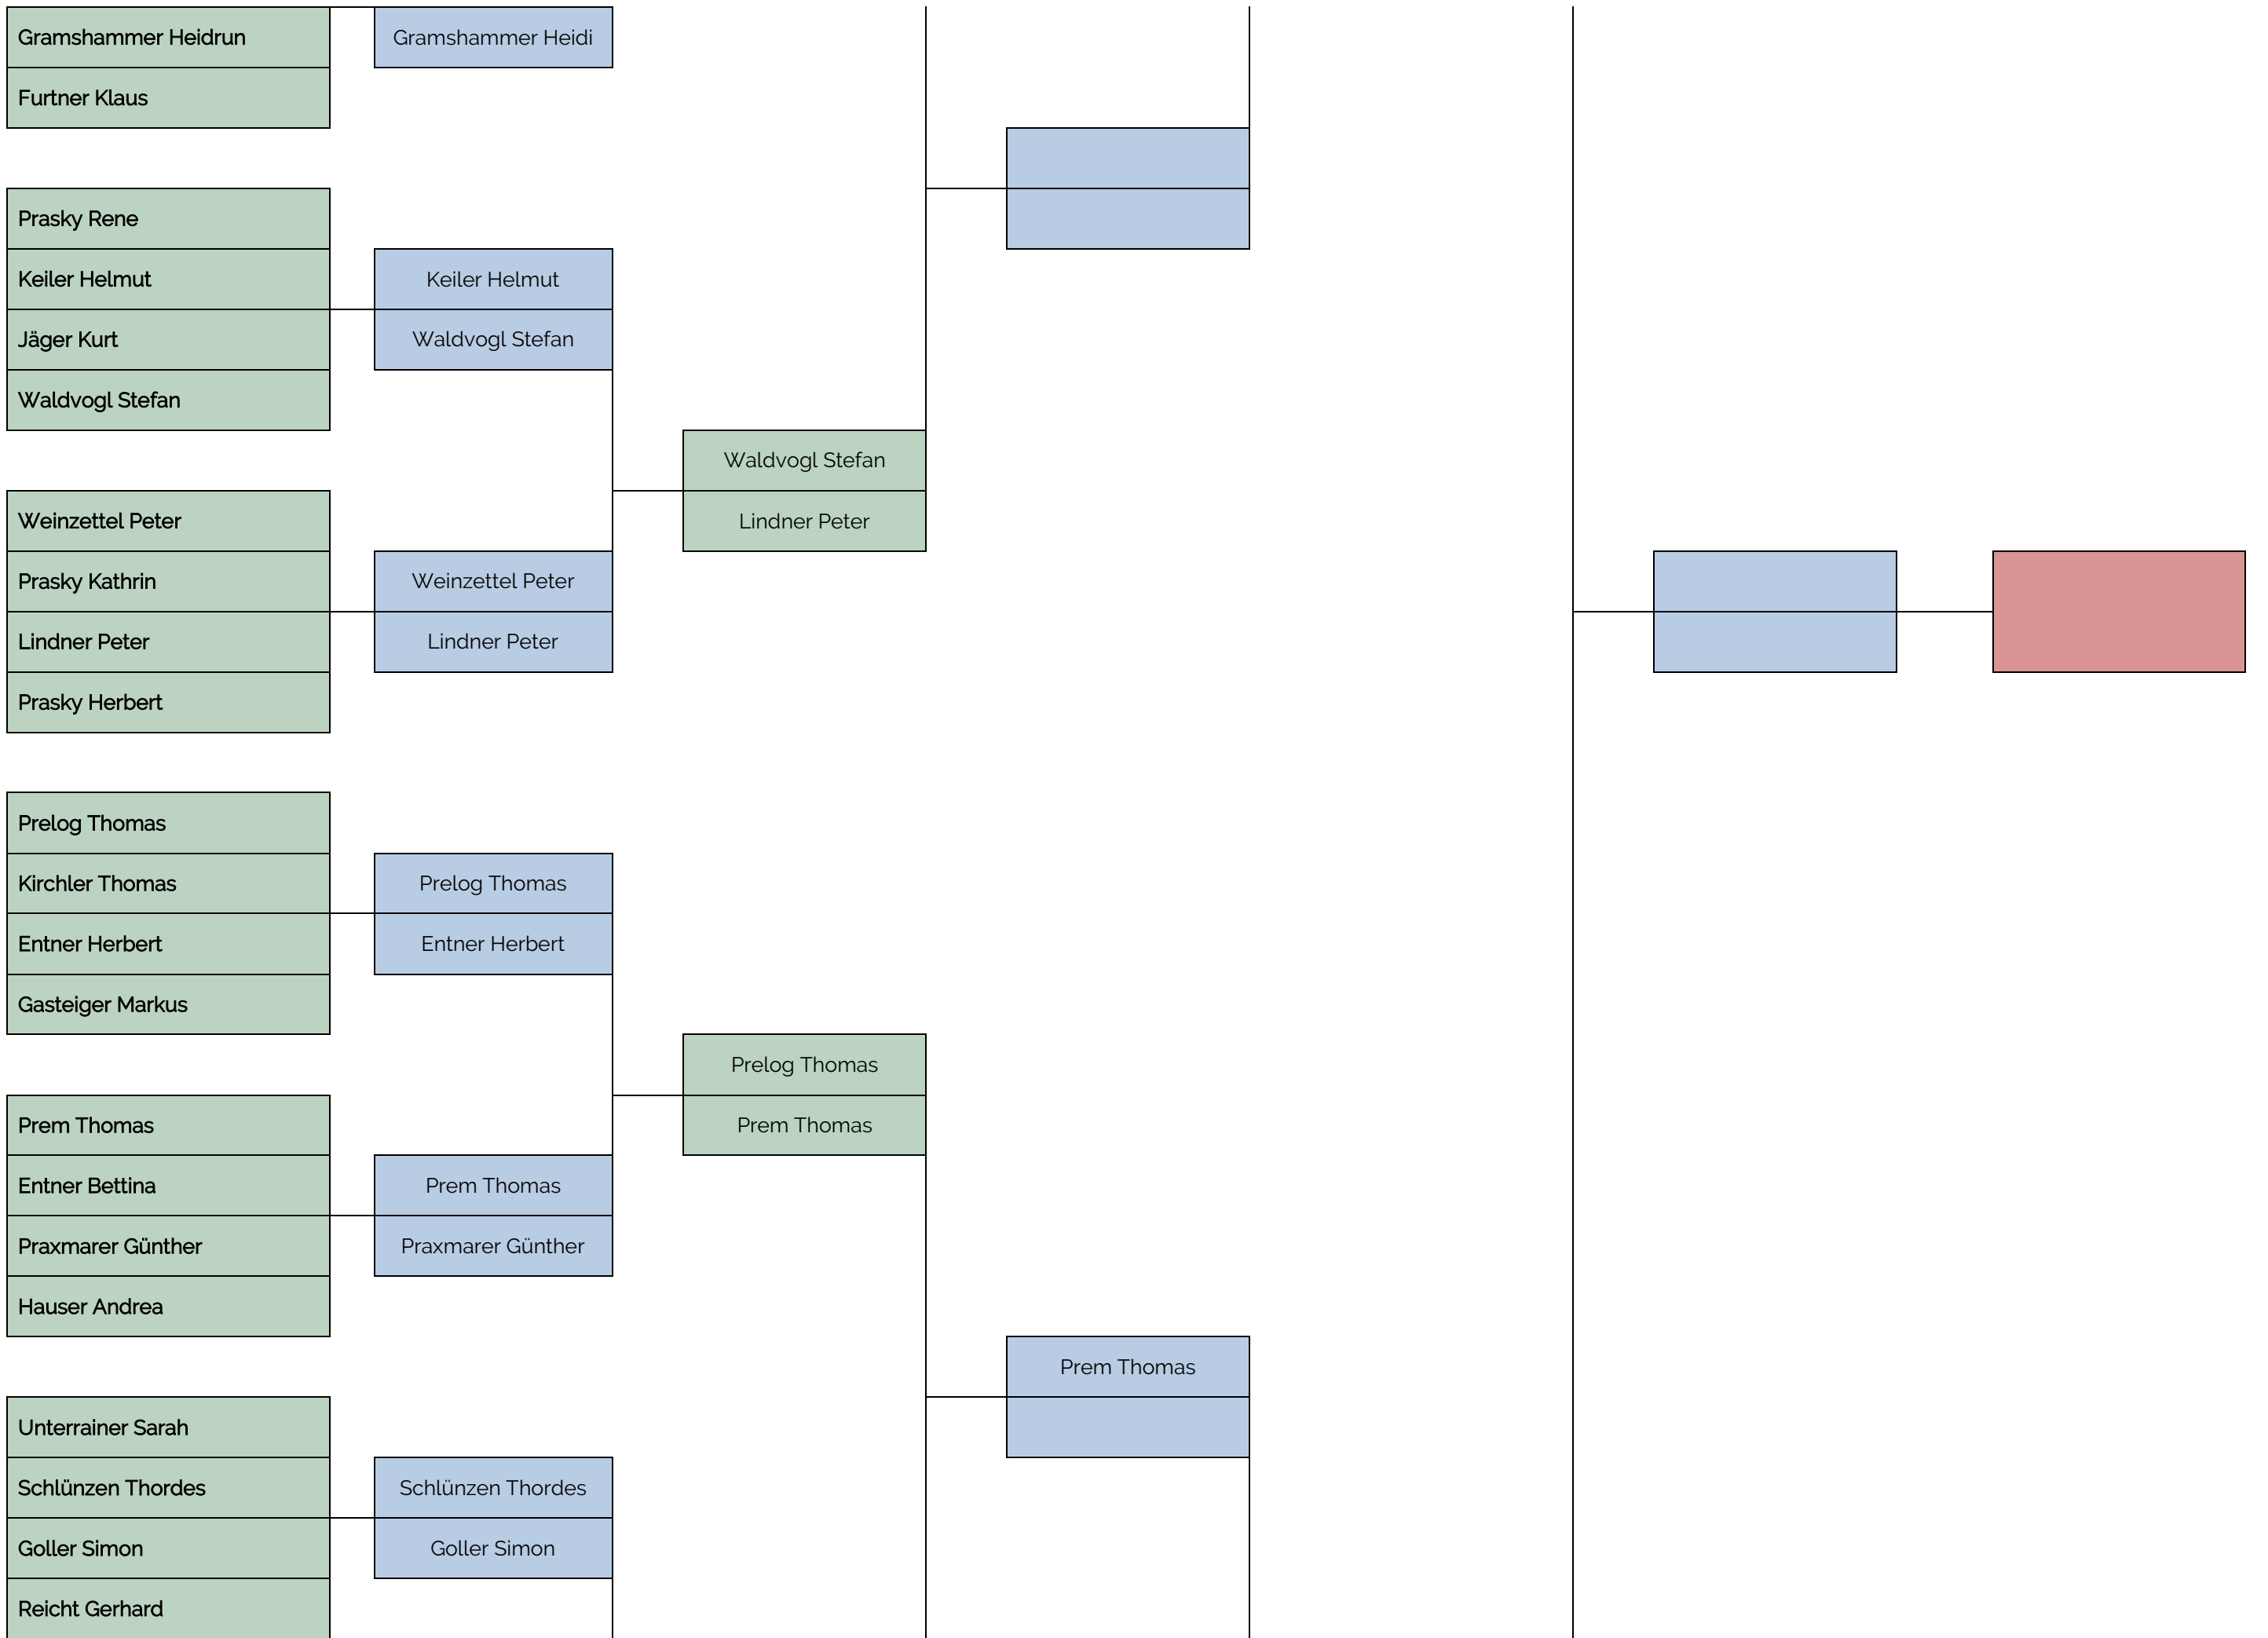 Gramshammer Heidrun
Gramshammer Heidi
Furtner Klaus
Prasky Rene
Keiler Helmut
Keiler Helmut
Jäger Kurt
Waldvogl Stefan
Waldvogl Stefan
Waldvogl Stefan
Weinzettel Peter
Lindner Peter
Prasky Kathrin
Weinzettel Peter
Lindner Peter
Lindner Peter
Prasky Herbert
Prelog Thomas
Kirchler Thomas
Prelog Thomas
Entner Herbert
Entner Herbert
Gasteiger Markus
Prelog Thomas
Prem Thomas
Prem Thomas
Entner Bettina
Prem Thomas
Praxmarer Günther
Praxmarer Günther
Hauser Andrea
Prem Thomas
Unterrainer Sarah
Schlünzen Thordes
Schlünzen Thordes
Goller Simon
Goller Simon
Reicht Gerhard